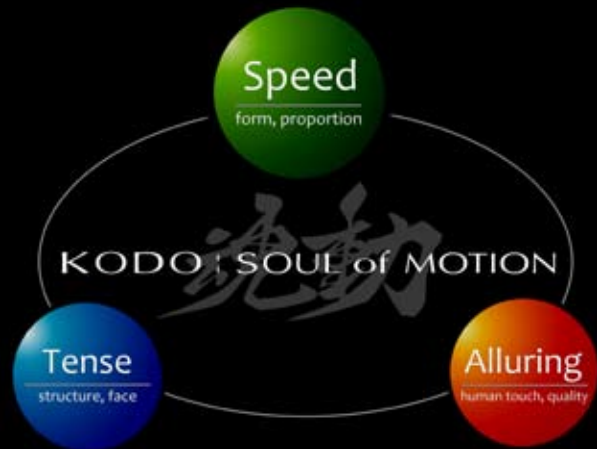 Speed
form, proportion
魂動
KODO : SOUL of MOTION
Tense
structure, face
Alluring
human touch, quality